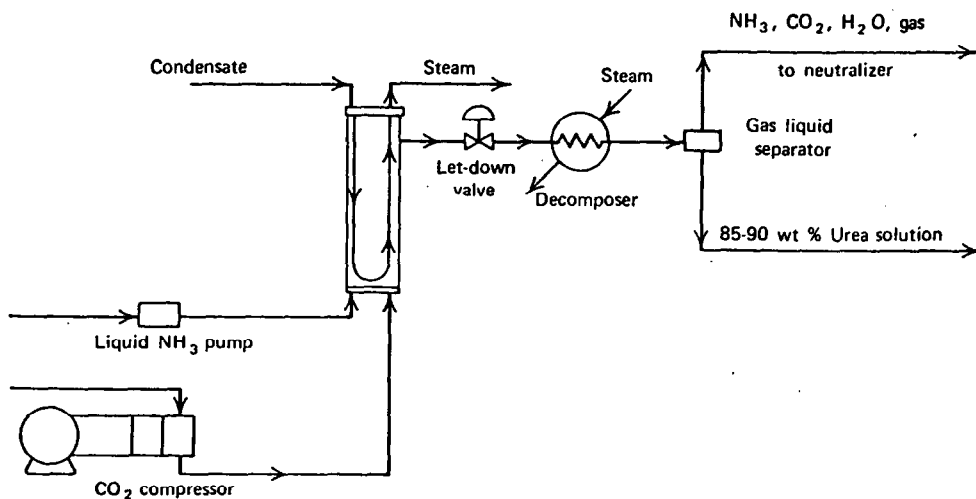 NH3, CO2, H2O, gas
to neutralizer
Condensate
Steam
Steam
Gas liquid
separator
Let-down
valve
Decomposer
85-90 wt % Urea solution
Liquid NH3 pump
CO2 compressor